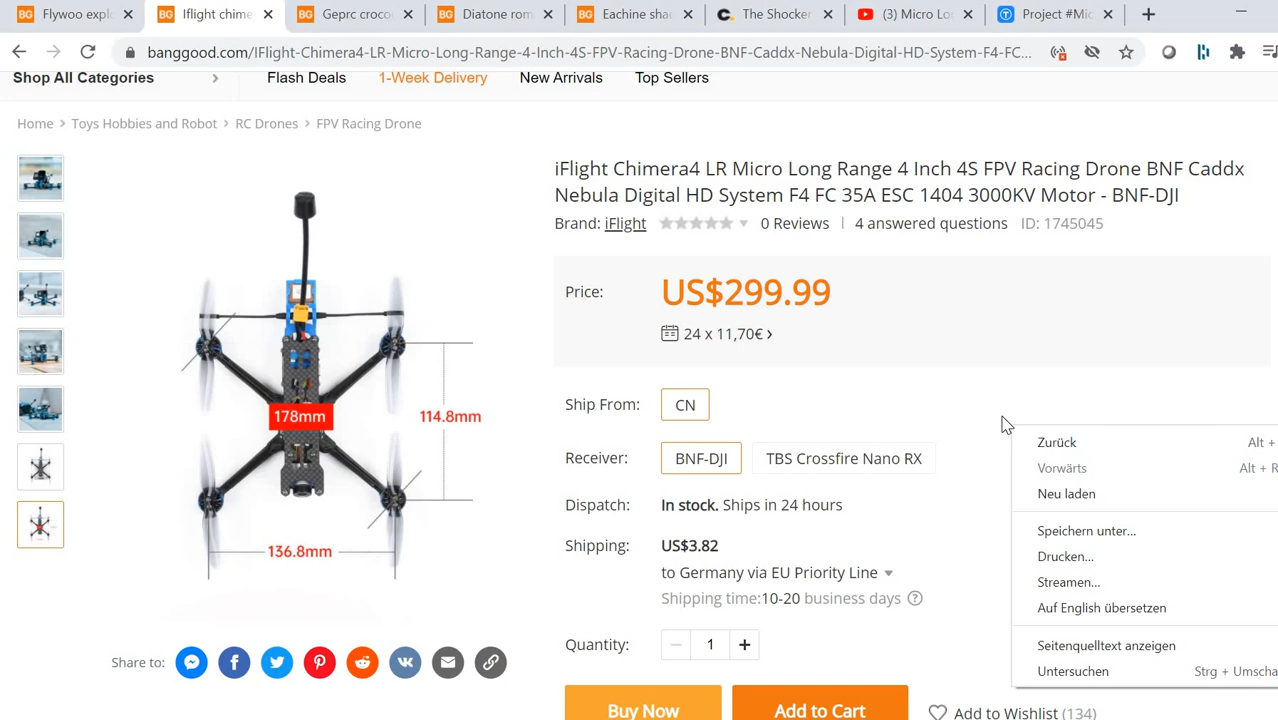 Flywoo explo
Iflight chime
Geprc croco
Diatone rom
Eachine sha
The Shocker
(3) Micro Lo
Project #Mic
banggood.com/IFlight-Chimera4-LR-Micro-Long-Range-4-Inch-4S-FPV-Racing-Drone-BNF-Caddx-Nebula-Digital-HD-System-F4-FC...
Shop All Categories
Flash Deals
1-Week Delivery
New Arrivals
Top Sellers
Home > Toys Hobbies and Robot > RC Drones > FPV Racing Drone
iFlight Chimera4 LR Micro Long Range 4 Inch 4S FPV Racing Drone BNF Caddx
Nebula Digital HD System F4 FC 35A ESC 1404 3000KV Motor - BNF-DJI
Brand: iFlight 0 Reviews 4 answered questions ID: 1745045
Price: US$299.99
24 x 11,70€ >
178mm
114.8mm
136.8mm
Ship From: CN
Receiver: BNF-DJI TBS Crossfire Nano RX
Dispatch: In stock. Ships in 24 hours
Shipping: US$3.82
to Germany via EU Priority Line
Shipping time:10-20 business days ?
Quantity: 1
Share to:
Buy Now
Add to Cart
Add to Wishlist (134)
Zurück Alt +
Vorwärts Alt + R
Neu laden
Speichern unter...
Drucken...
Streamen...
Auf English übersetzen
Seitenquelltext anzeigen
Untersuchen Strg + Umscha